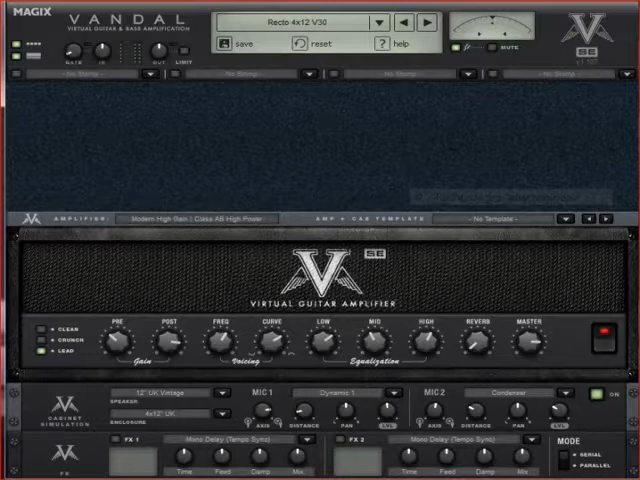 MAGIX
VANDAL
VIRTUAL GUITAR & BASS AMPLIFICATION
Recto 4x12 V30
save
reset
help
MUTE
V
SE
GATE
IN
OUT
LIMIT
- No Stomp -
- No Stomp -
- No Stomp -
- No Stomp -
AMPLIFIER:
Modern High Gain | Class AB High Power
AMP + CAB TEMPLATE
- No Template -
V
SE
VIRTUAL GUITAR AMPLIFIER
CLEAN
CRUNCH
LEAD
PRE
POST
FREQ
CURVE
LOW
MID
HIGH
REVERB
MASTER
Gain
Voicing
Equalization
CABINET
SIMULATION
12" UK Vintage
SPEAKER
4x12" UK
ENCLOSURE
MIC 1
Dynamic 1
AXIS
DISTANCE
PAN
LVL
MIC 2
Condenser
AXIS
DISTANCE
PAN
LVL
ON
FX
FX 1
Mono Delay (Tempo Sync)
Time
Feed
Damp
Mix
FX 2
Mono Delay (Tempo Sync)
Time
Feed
Damp
Mix
MODE
SERIAL
PARALLEL